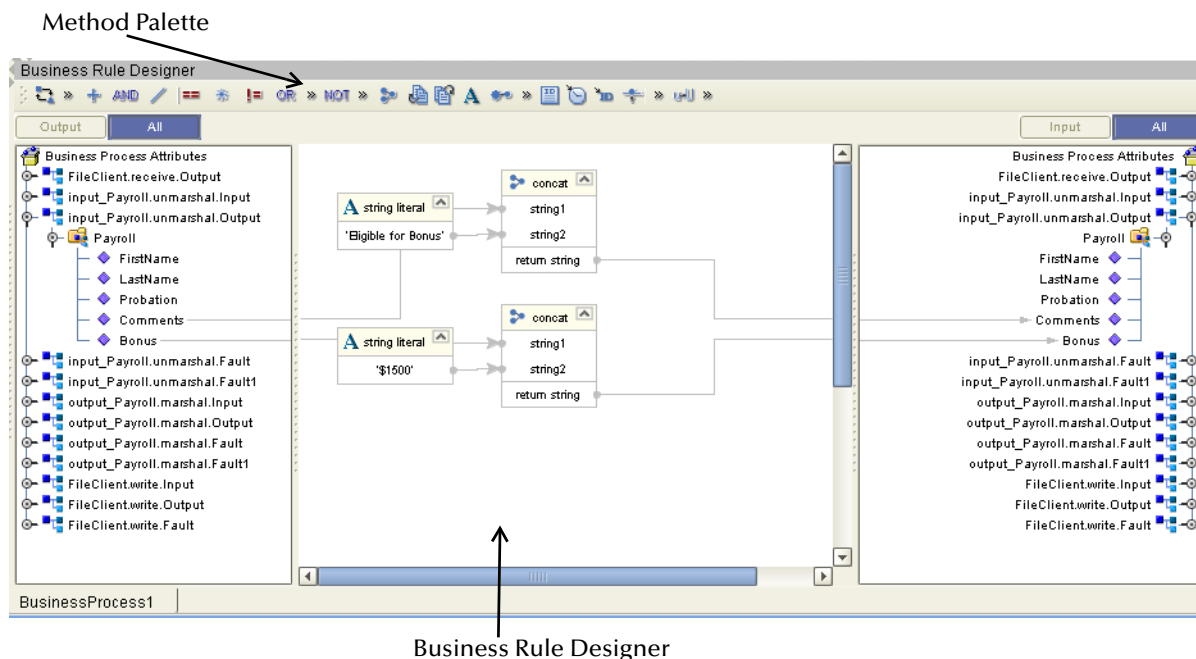 Method Palette
Business Rule Designer
» AND == != OR » NOT » A » ID ID » »
Output All
Input All
Business Process Attributes
FileClient.receive.Output
input_Payroll.unmarshal.Input
input_Payroll.unmarshal.Output
Payroll
FirstName
LastName
Probation
Comments
Bonus
input_Payroll.unmarshal.Fault
input_Payroll.unmarshal.Fault1
output_Payroll.marshal.Input
output_Payroll.marshal.Output
output_Payroll.marshal.Fault
output_Payroll.marshal.Fault1
FileClient.write.Input
FileClient.write.Output
FileClient.write.Fault
A string literal
'Eligible for Bonus'
concat
string1
string2
return string
A string literal
'$1500'
concat
string1
string2
return string
Business Process Attributes
FileClient.receive.Output
input_Payroll.unmarshal.Input
input_Payroll.unmarshal.Output
Payroll
FirstName
LastName
Probation
Comments
Bonus
input_Payroll.unmarshal.Fault
input_Payroll.unmarshal.Fault1
output_Payroll.marshal.Input
output_Payroll.marshal.Output
output_Payroll.marshal.Fault
output_Payroll.marshal.Fault1
FileClient.write.Input
FileClient.write.Output
FileClient.write.Fault
BusinessProcess1
Business Rule Designer